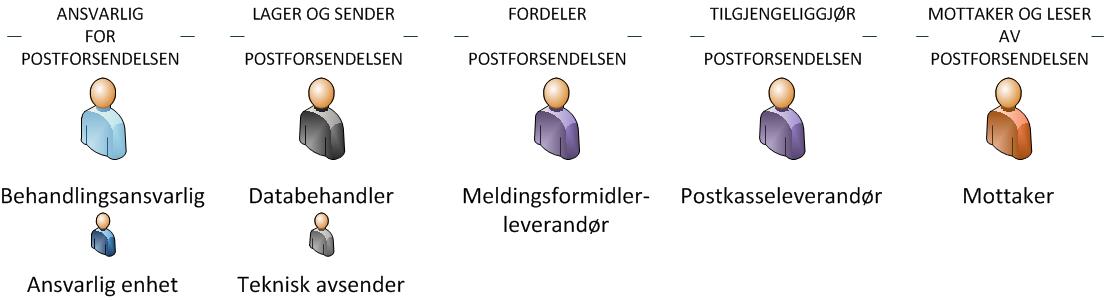 ANSVARLIG
FOR
POSTFORSENDELSEN
Behandlingsansvarlig
Ansvarlig enhet
LAGER OG SENDER
POSTFORSENDELSEN
Databehandler
Teknisk avsender
FORDELER
POSTFORSENDELSEN
Meldingsformidler-
leverandør
TILGJENGELIGGJØR
POSTFORSENDELSEN
Postkasseleverandør
MOTTAKER OG LESER
AV
POSTFORSENDELSEN
Mottaker